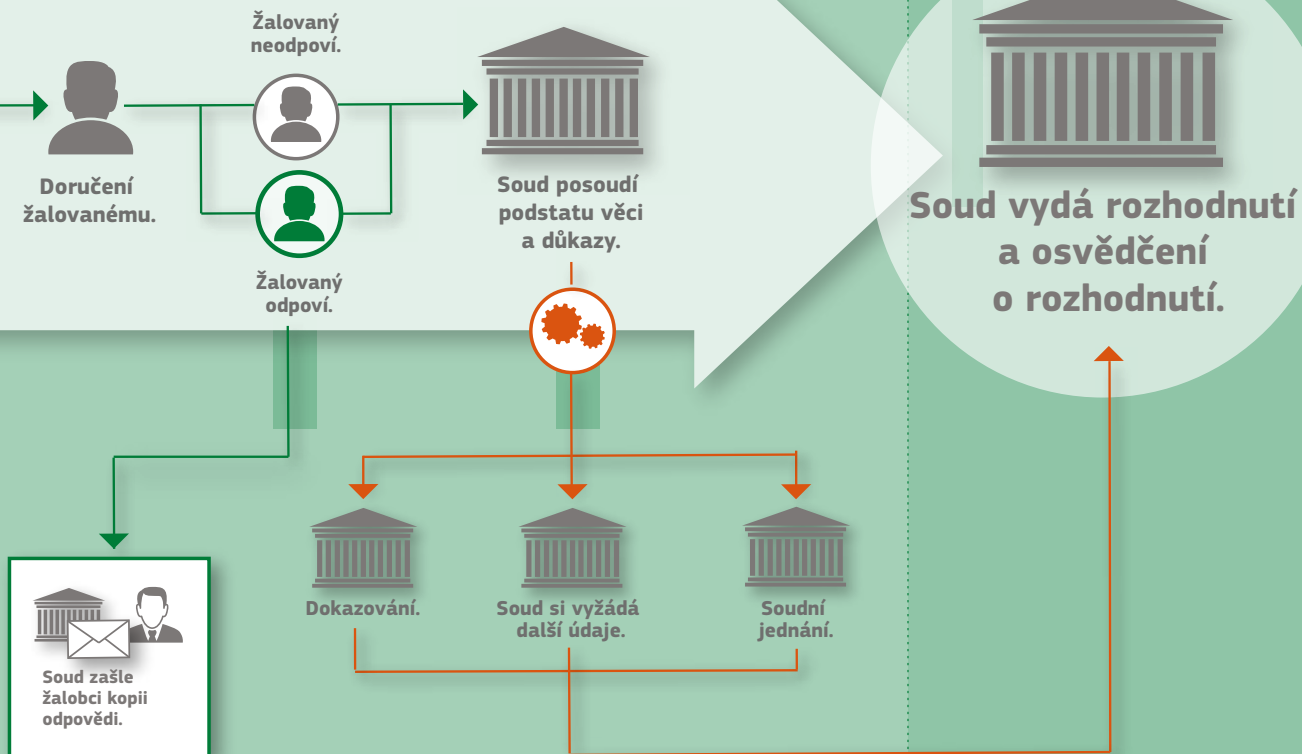 Žalovaný
neodpoví.
Doručení
žalovanému.
Žalovaný
odpoví.
Soud posoudí
podstatu věci
a důkazy.
Soud vydá rozhodnutí
a osvědčení
o rozhodnutí.
Soud zašle
žalobci kopii
odpovědi.
Dokazování.
Soud si vyžádá
další údaje.
Soudní
jednání.